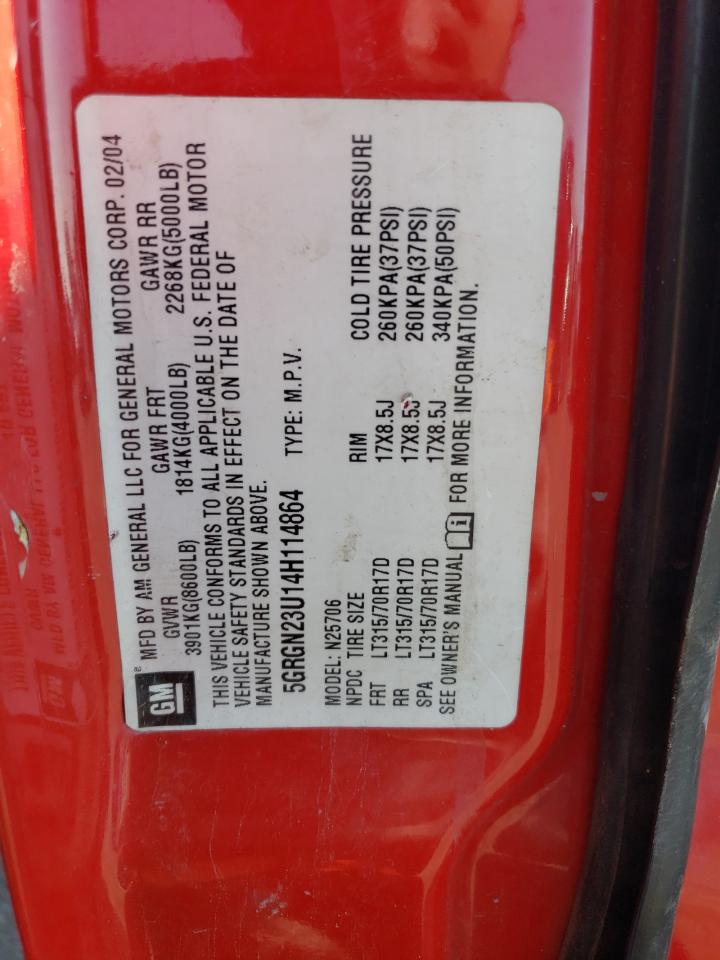 GM ® MFD BY AM GENERAL LLC FOR GENERAL MOTORS CORP. 02/04
GVWR GAWR FRT GAWR RR
3901KG(8600LB) 1814KG(4000LB) 2268KG(5000LB)
THIS VEHICLE CONFORMS TO ALL APPLICABLE U.S. FEDERAL MOTOR
VEHICLE SAFETY STANDARDS IN EFFECT ON THE DATE OF
MANUFACTURE SHOWN ABOVE.
5GRGN23U14H114864 TYPE: M.P.V.
MODEL: N25706
NPDC TIRE SIZE RIM COLD TIRE PRESSURE
FRT LT315/70R17D 17X8.5J 260KPA(37PSI)
RR LT315/70R17D 17X8.5J 260KPA(37PSI)
SPA LT315/70R17D 17X8.5J 340KPA(50PSI)
SEE OWNER'S MANUAL i FOR MORE INFORMATION.